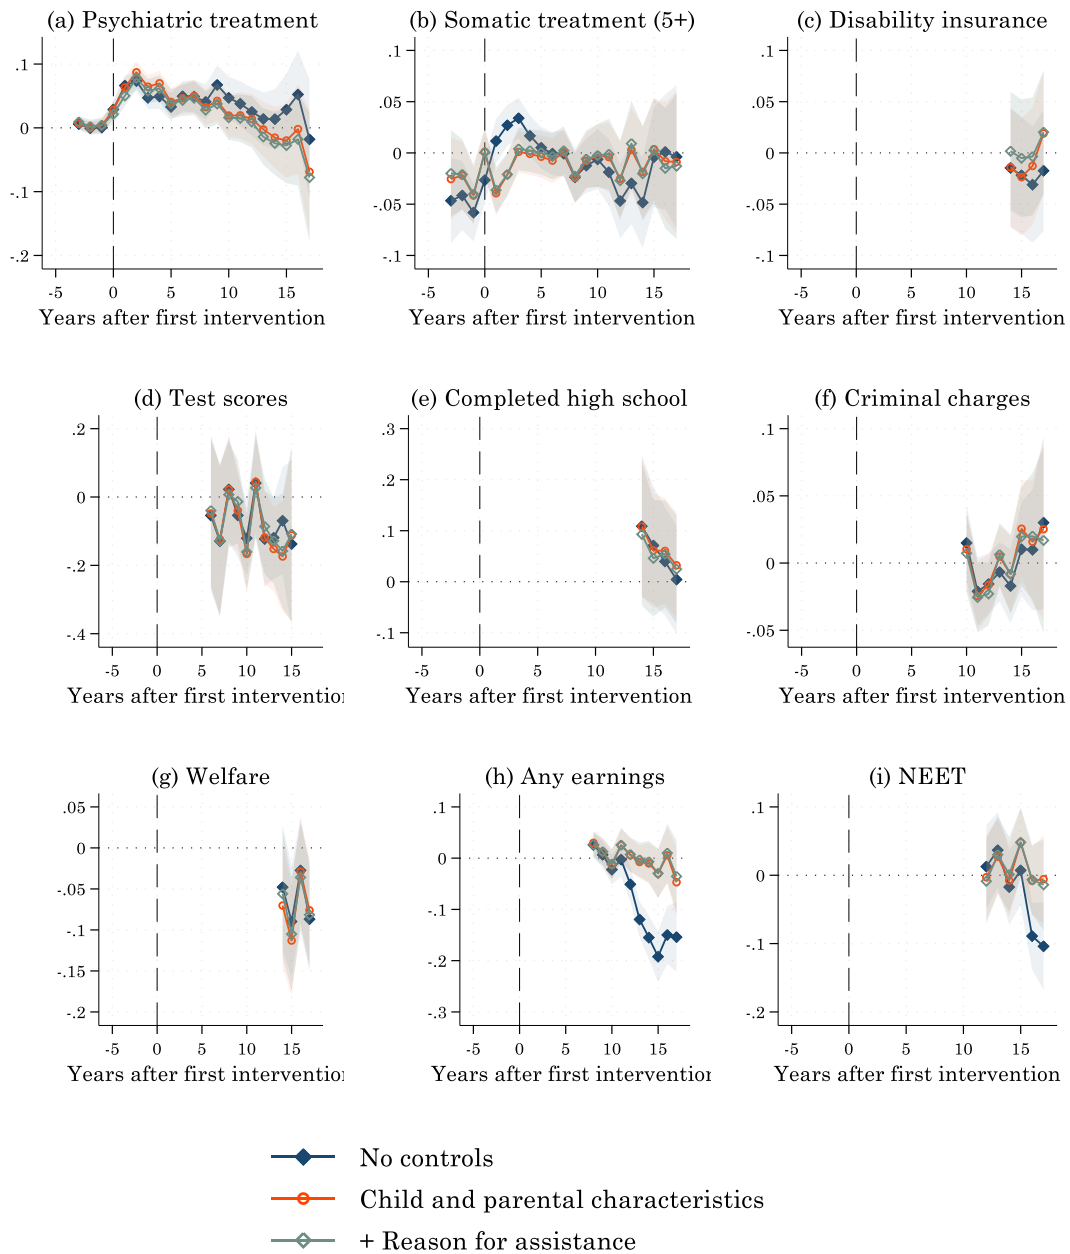 (a) Psychiatric treatment (b) Somatic treatment (5+) (c) Disability insurance
.1 .1 .1
0 .05 .05
-.1 0 0
-.2 -.05 -.05
-.1 -.1
-5 0 5 10 15 -5 0 5 10 15 -5 0 5 10 15
Years after first intervention Years after first intervention Years after first intervention
(d) Test scores (e) Completed high school (f) Criminal charges
.2 .3 .1
0 .2 .05
-.2 .1 0
-.4 0 -.05
-.1
-5 0 5 10 15 -5 0 5 10 15 -5 0 5 10 15
Years after first intervention Years after first intervention Years after first intervention
(g) Welfare (h) Any earnings (i) NEET
.05 .1 .1
0 0 0
-.05 -.1 -.1
-.1 -.2 -.2
-.15 -.3
-.2
-5 0 5 10 15 -5 0 5 10 15 -5 0 5 10 15
Years after first intervention Years after first intervention Years after first intervention
No controls
Child and parental characteristics
+ Reason for assistance